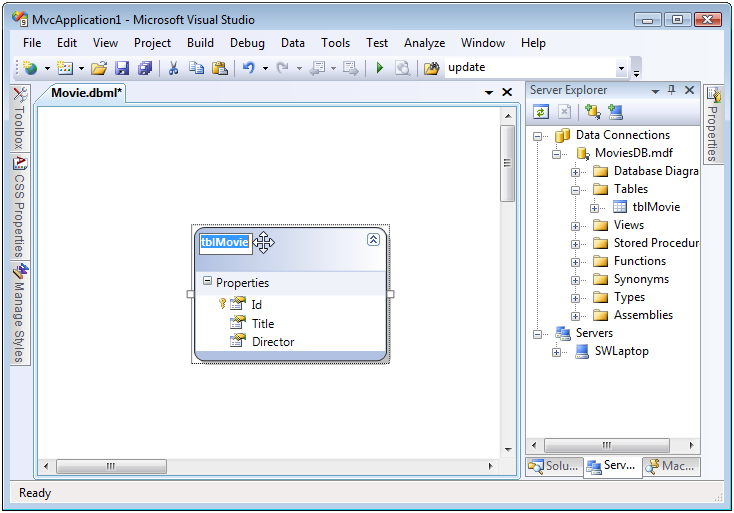 MvcApplication1 - Microsoft Visual Studio
File Edit View Project Build Debug Data Tools Test Analyze Window Help
update
Movie.dbml*
Toolbox
CSS Properties
Manage Styles
tblMovie
Properties
Id
Title
Director
Server Explorer
Data Connections
MoviesDB.mdf
Database Diagra
Tables
tblMovie
Views
Stored Procedur
Functions
Synonyms
Types
Assemblies
Servers
SWLaptop
Solu... Serv... Mac...
Properties
Ready